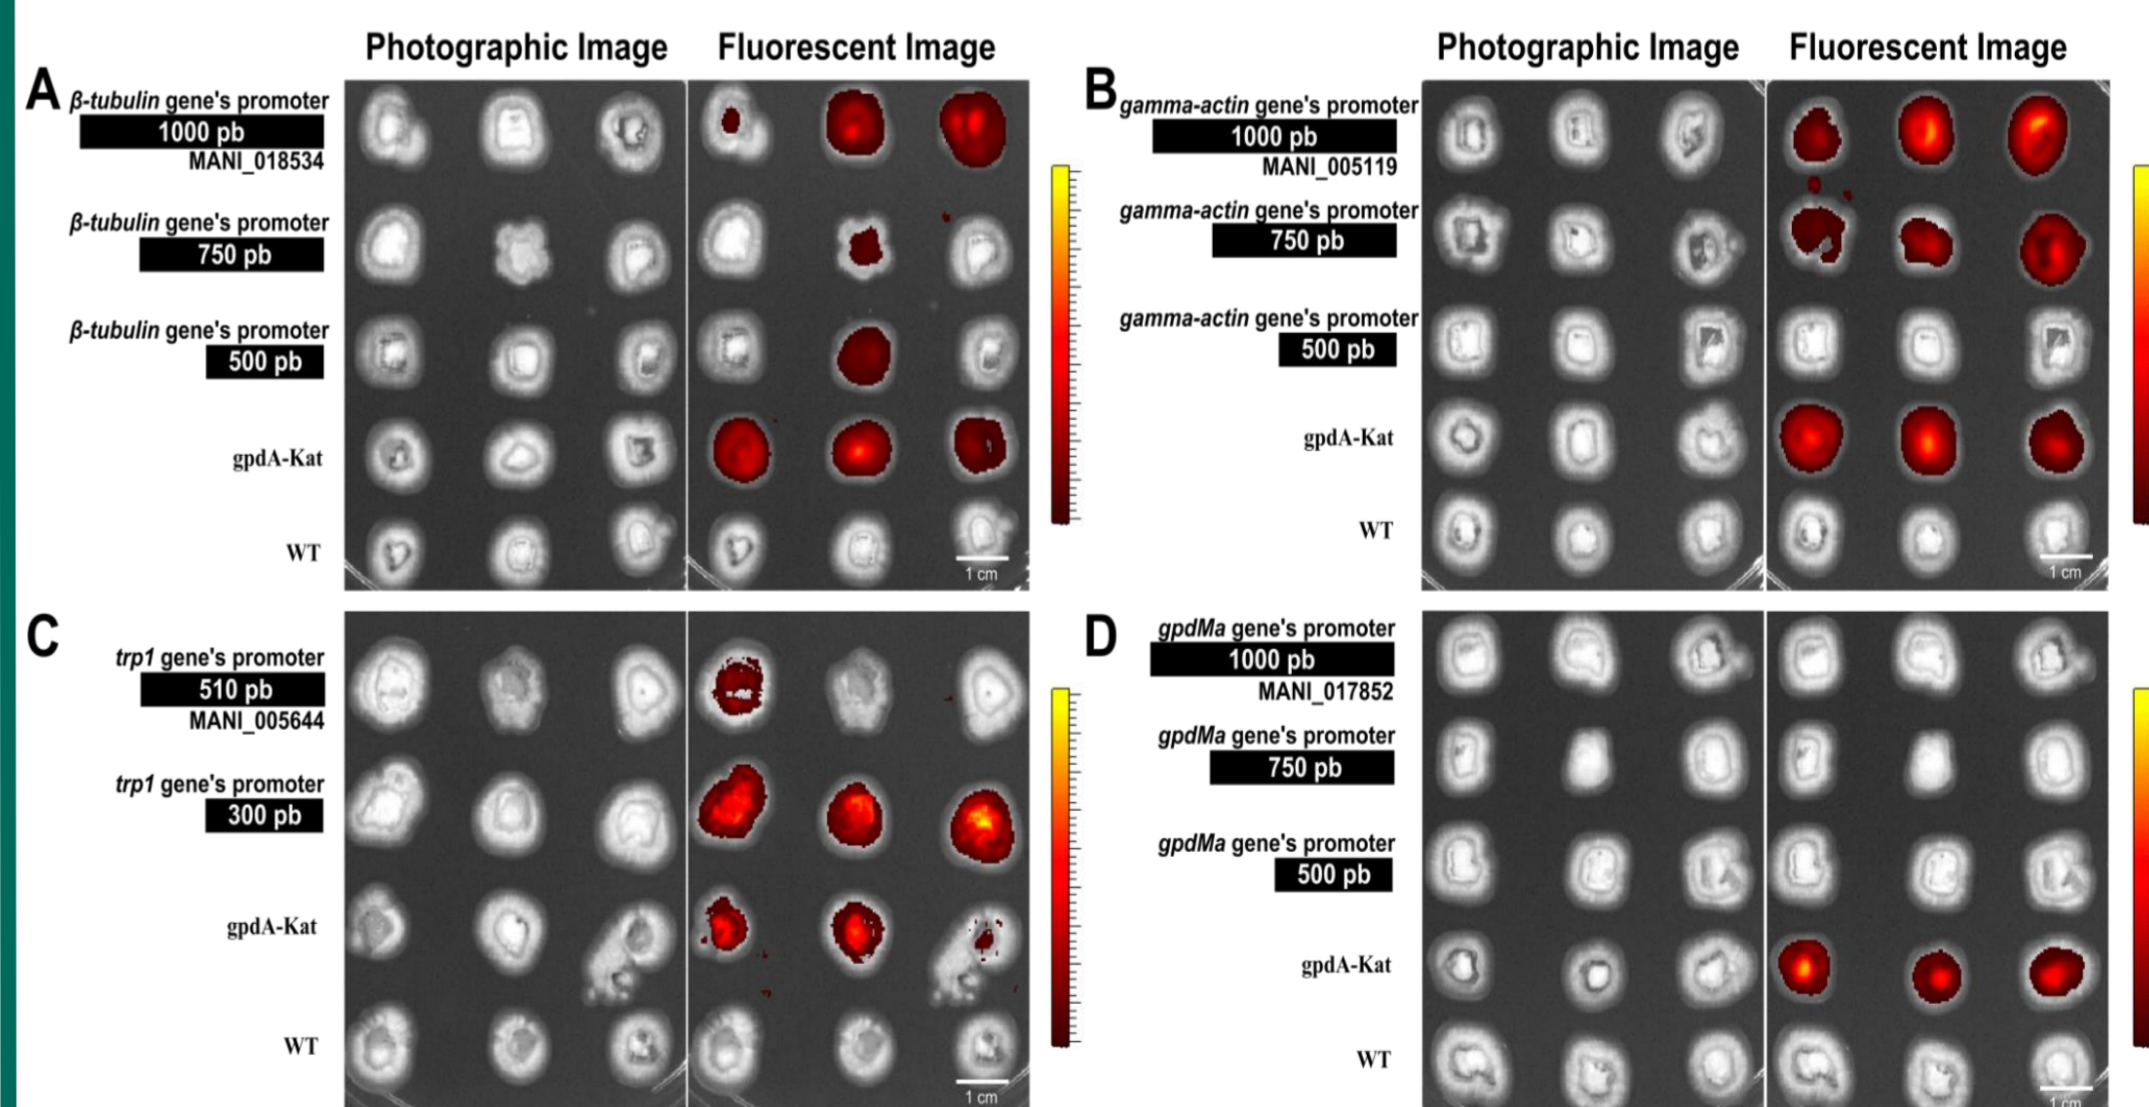 Photographic Image Fluorescent Image
A
β-tubulin gene's promoter
1000 pb
MANI_018534
β-tubulin gene's promoter
750 pb
β-tubulin gene's promoter
500 pb
gpdA-Kat
WT
1 cm
Photographic Image Fluorescent Image
B
gamma-actin gene's promoter
1000 pb
MANI_005119
gamma-actin gene's promoter
750 pb
gamma-actin gene's promoter
500 pb
gpdA-Kat
WT
1 cm
C
trp1 gene's promoter
510 pb
MANI_005644
trp1 gene's promoter
300 pb
gpdA-Kat
WT
1 cm
D
gpdMa gene's promoter
1000 pb
MANI_017852
gpdMa gene's promoter
750 pb
gpdMa gene's promoter
500 pb
gpdA-Kat
WT
1 cm